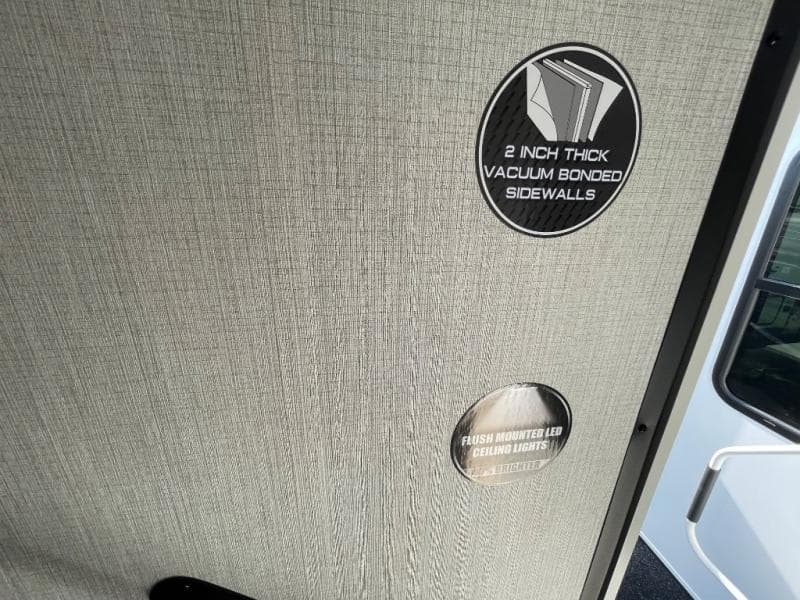 2 INCH THICK
VACUUM BONDED
SIDEWALLS
FLUSH MOUNTED LED
CEILING LIGHTS
BRIGHTER